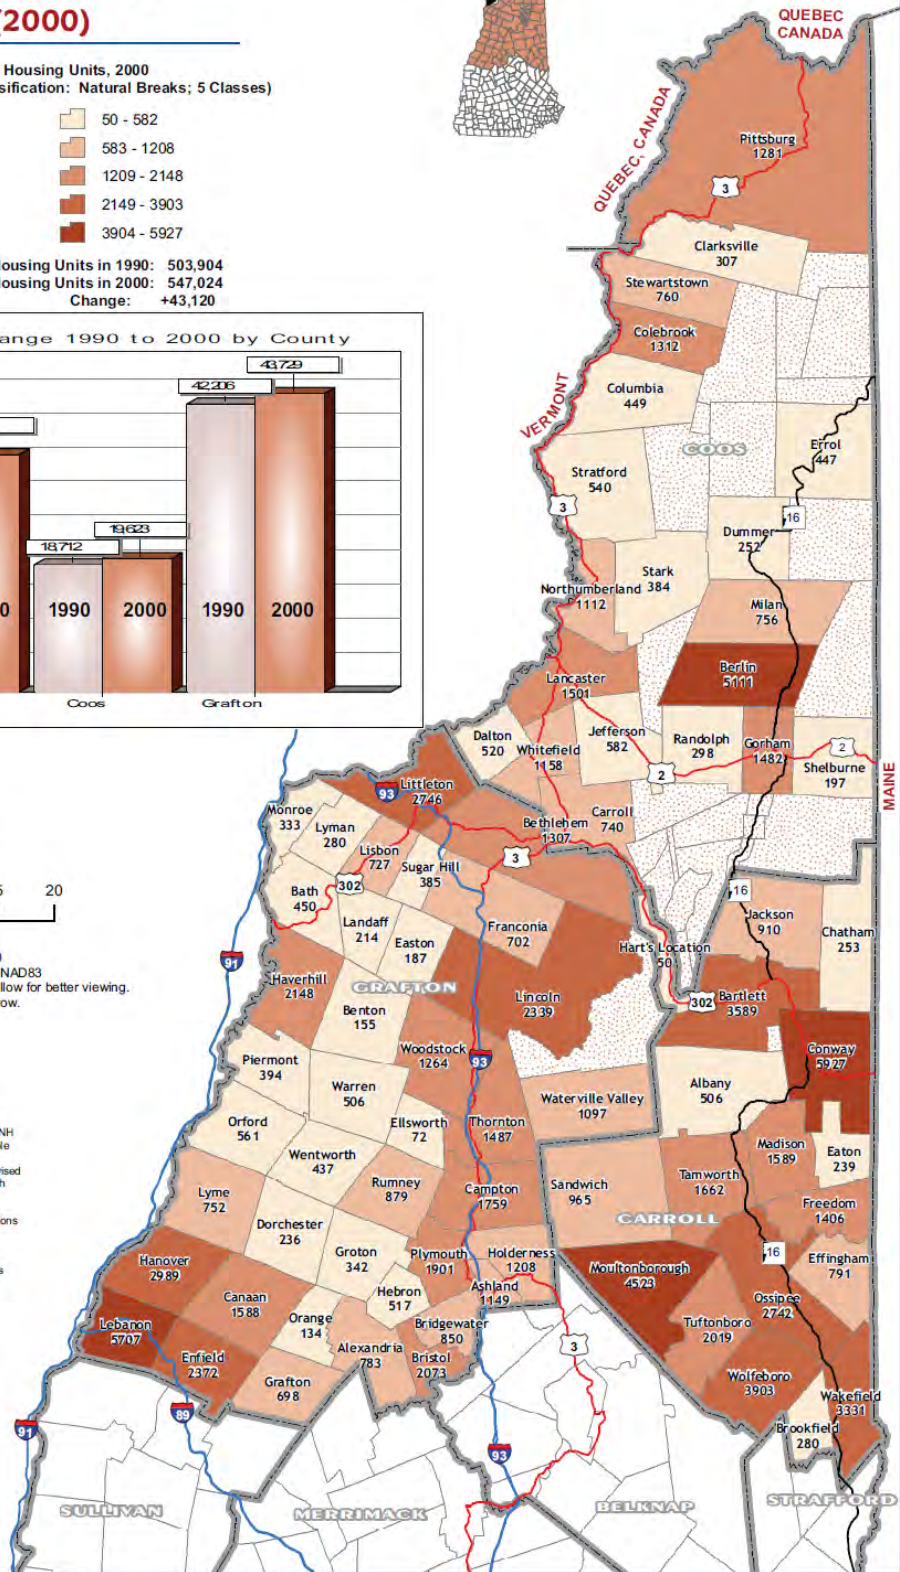 (2000)
Housing Units, 2000
sification: Natural Breaks; 5 Classes)
50 - 582
583 - 1208
1209 - 2148
2149 - 3903
3904 - 5927
ousing Units in 1990: 503,904
ousing Units in 2000: 547,024
Change: +43,120
ange 1990 to 2000 by County
43,729
42,206
19,623
18,712
0
1990
2000
1990
2000
Coos
Grafton
5
20
)
NAD83
llow for better viewing.
ow.
NH
ble
vised
h
ons
s
QUEBEC
CANADA
QUEBEC, CANADA
VERMONT
MAINE
Pittsburg
1281
3
Clarksville
307
Stewartstown
760
Colebrook
1312
Columbia
449
COOS
Errol
447
Stratford
540
3
16
Dummer
252
Stark
384
Northumberland
1112
Milan
756
Berlin
5111
Lancaster
1501
Dalton
520
Whitefield
1158
Jefferson
582
Randolph
298
Gorham
1482
2
2
Shelburne
197
Littleton
2746
93
Monroe
333
Lyman
280
Bethlehem
1307
Carroll
740
Lisbon
727
Sugar Hill
385
3
302
Bath
450
16
Landaff
214
Easton
187
Franconia
702
Jackson
910
Chatham
253
91
Hart's Location
50
Haverhill
2148
GRAFTON
Lincoln
2339
302
Bartlett
3589
Benton
155
Woodstock
1264
93
Conway
5927
Piermont
394
Warren
506
Waterville Valley
1097
Albany
506
Orford
561
Ellsworth
72
Thornton
1487
Madison
1589
Eaton
239
Wentworth
437
Lyme
752
Rumney
879
Campton
1759
Sandwich
965
Tamworth
1662
Freedom
1406
CARROLL
Dorchester
236
Hanover
2989
Groton
342
Plymouth
1901
Holderness
1208
Moultonborough
4523
16
Effingham
791
Canaan
1588
Hebron
517
Ashland
1149
Ossipee
2742
Lebanon
5707
Orange
134
Bridgewater
850
Tuftonboro
2019
Enfield
2372
Alexandria
783
Bristol
2073
3
Grafton
698
Wolfeboro
3903
Wakefield
3331
89
91
Brookfield
280
93
SULLIVAN
MERRIMACK
BELKNAP
STRAFFORD